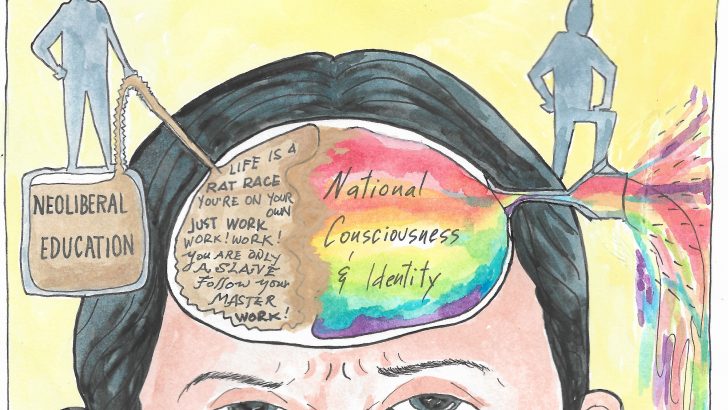 NEOLIBERAL
EDUCATION
LIFE IS A
RAT RACE
YOU'RE ON YOUR
OWN
JUST WORK
WORK! WORK!
YOU ARE ONLY
A SLAVE
FOLLOW YOUR
MASTER
WORK!
National
Consciousness
& Identity